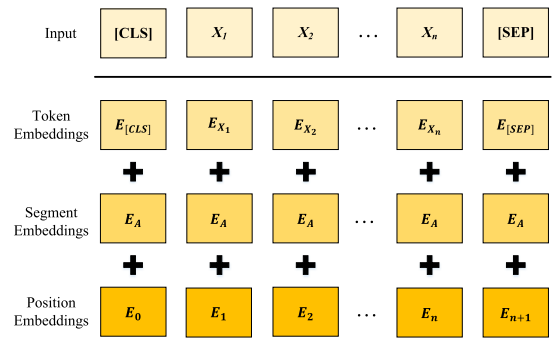 Input [CLS] X1 X2 ... Xn [SEP]
Token Embeddings E[CLS] EX1 EX2 ... EXn E[SEP]
+ + + + +
Segment Embeddings EA EA EA ... EA EA
+ + + + +
Position Embeddings E0 E1 E2 ... En En+1